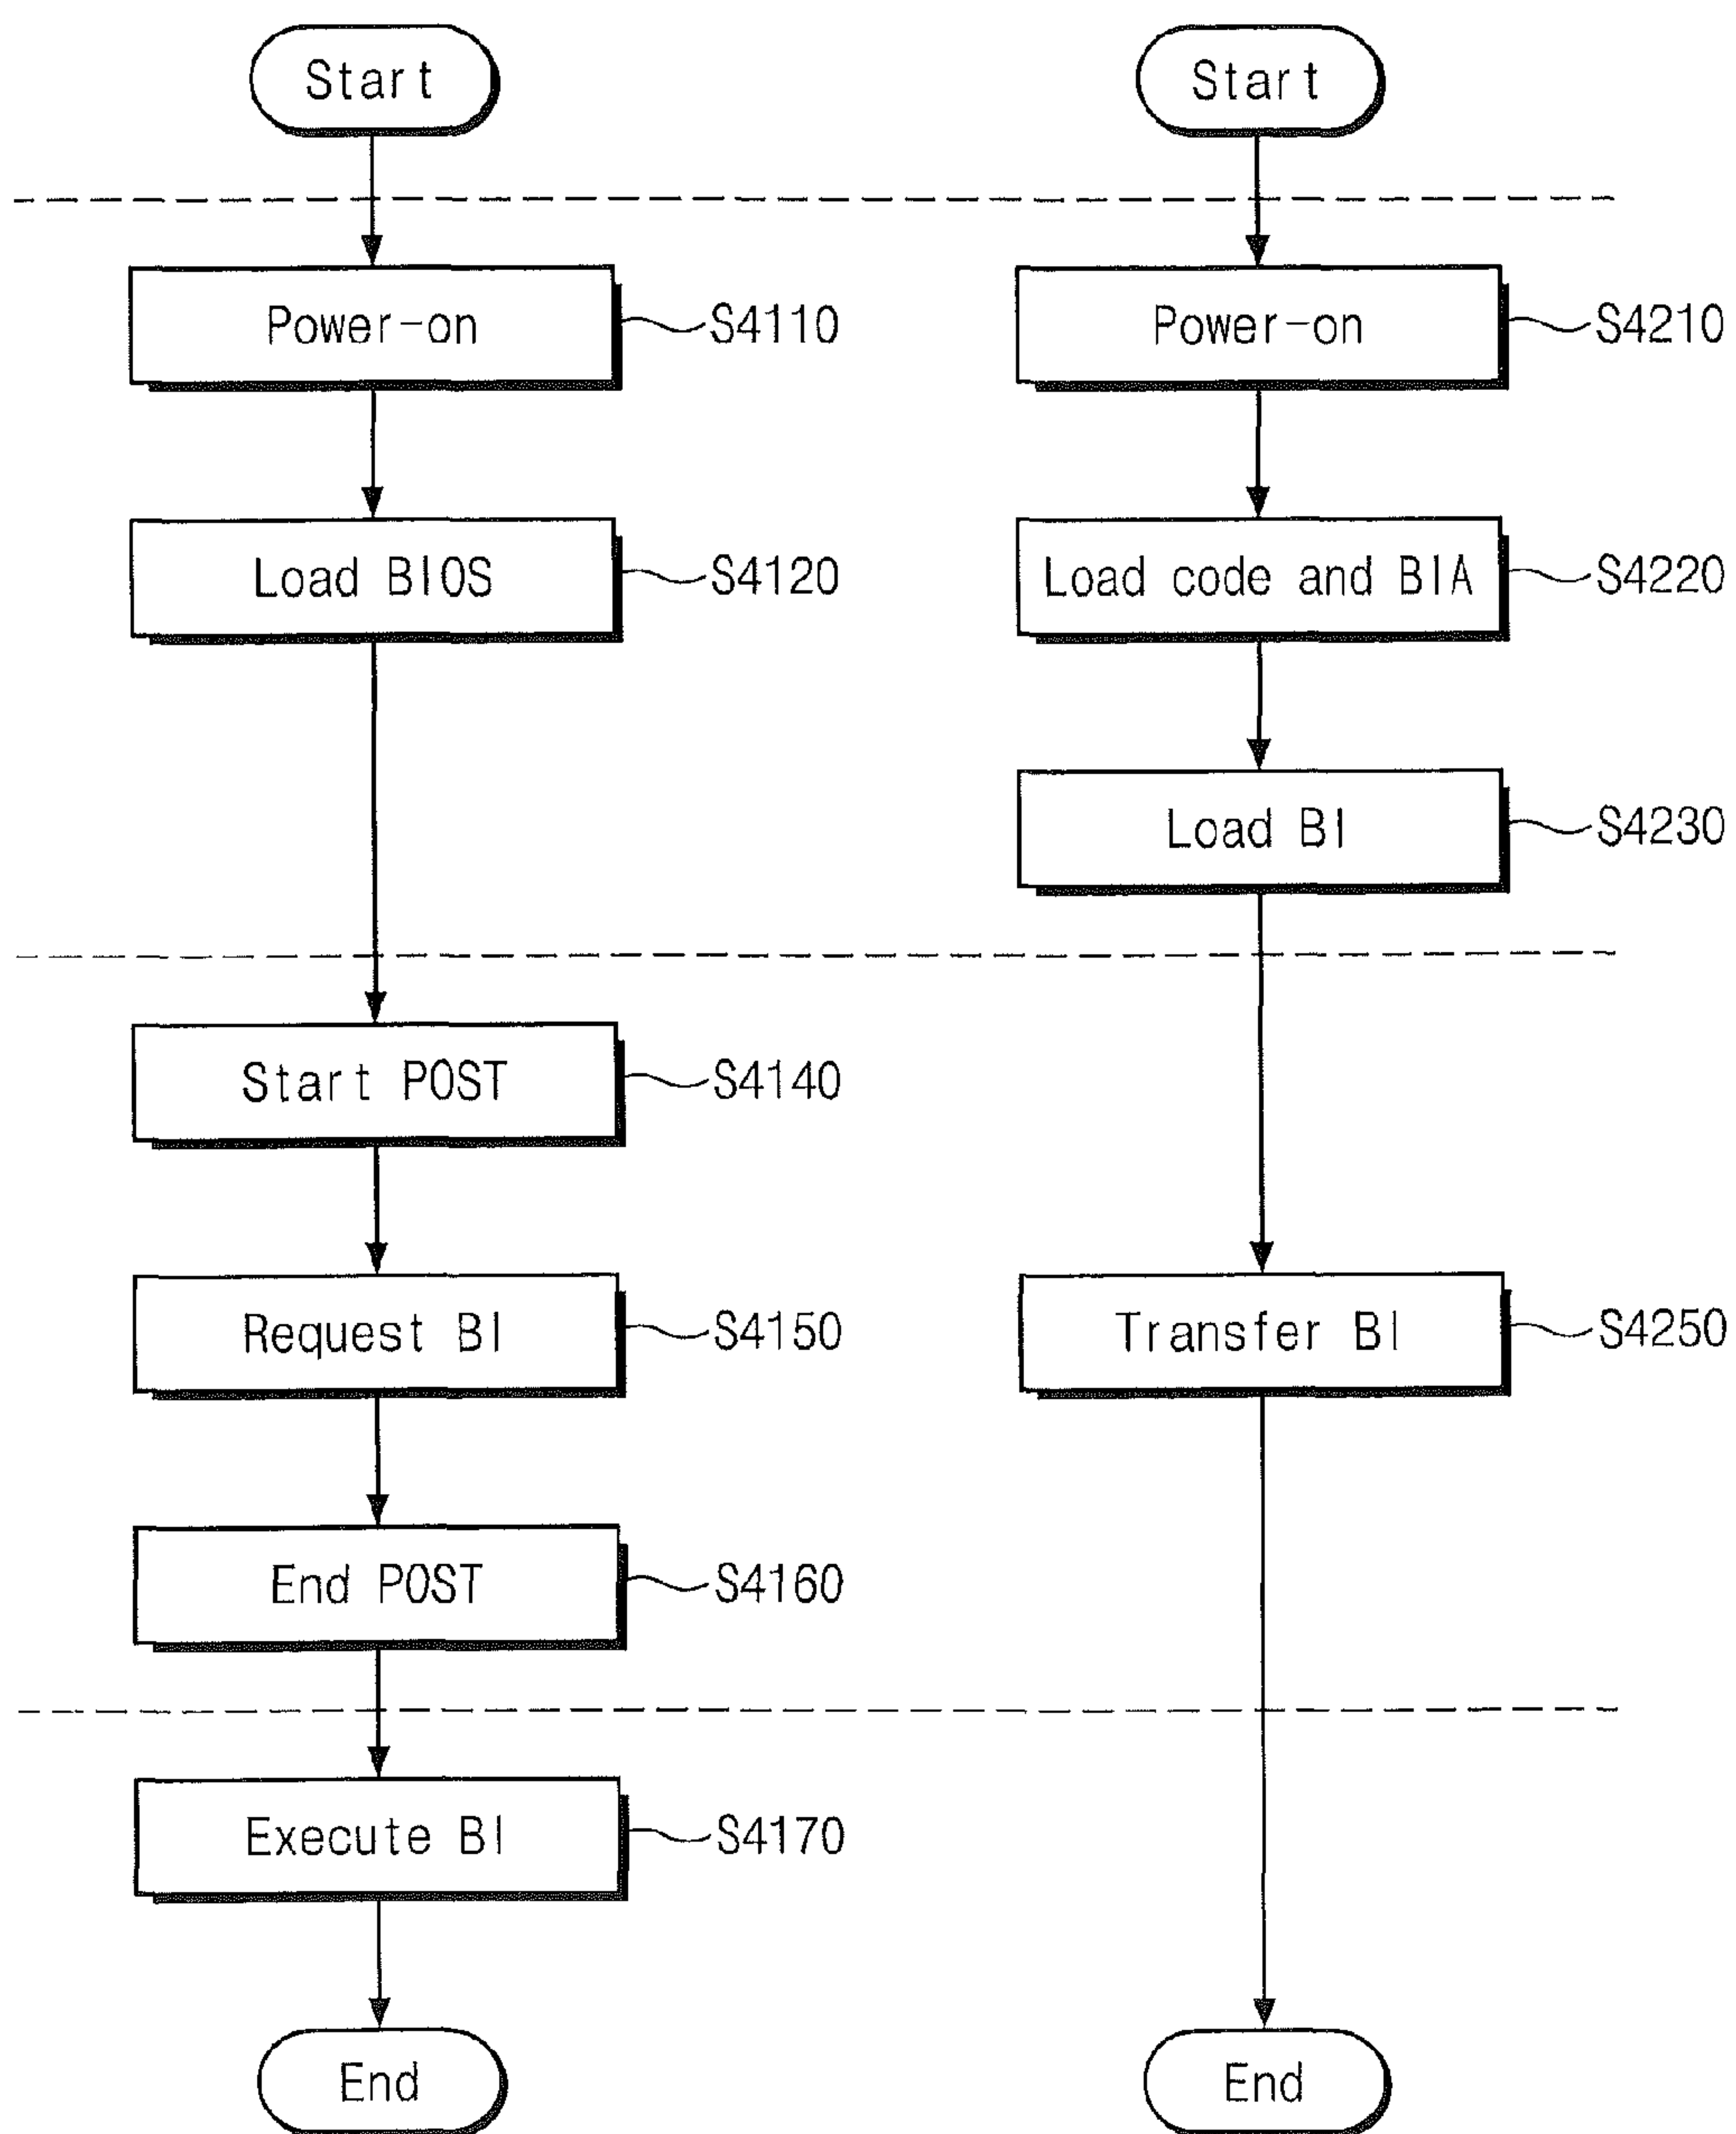 Start
Power-on
S4110
Load BIOS
S4120
Start POST
S4140
Request BI
S4150
End POST
S4160
Execute BI
S4170
End
Start
Power-on
S4210
Load code and BIA
S4220
Load BI
S4230
Transfer BI
S4250
End